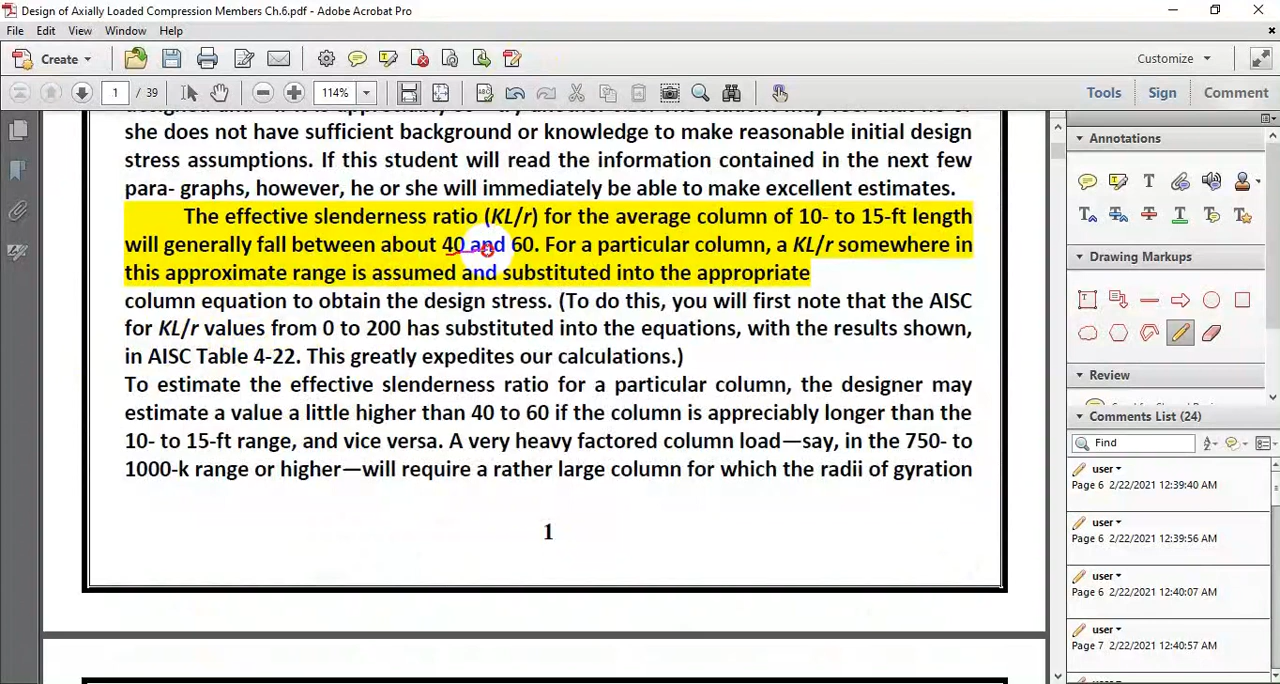 Design of Axially Loaded Compression Members Ch.6.pdf - Adobe Acrobat Pro
File Edit View Window Help
Create
Customize
1 / 39
114%
Tools Sign Comment
she does not have sufficient background or knowledge to make reasonable initial design
stress assumptions. If this student will read the information contained in the next few
para- graphs, however, he or she will immediately be able to make excellent estimates.
The effective slenderness ratio (KL/r) for the average column of 10- to 15-ft length
will generally fall between about 40 and 60. For a particular column, a KL/r somewhere in
this approximate range is assumed and substituted into the appropriate
column equation to obtain the design stress. (To do this, you will first note that the AISC
for KL/r values from 0 to 200 has substituted into the equations, with the results shown,
in AISC Table 4-22. This greatly expedites our calculations.)
To estimate the effective slenderness ratio for a particular column, the designer may
estimate a value a little higher than 40 to 60 if the column is appreciably longer than the
10- to 15-ft range, and vice versa. A very heavy factored column load—say, in the 750- to
1000-k range or higher—will require a rather large column for which the radii of gyration
1
Annotations
Drawing Markups
Review
Comments List (24)
Find
user
Page 6 2/22/2021 12:39:40 AM
user
Page 6 2/22/2021 12:39:56 AM
user
Page 6 2/22/2021 12:40:07 AM
user
Page 7 2/22/2021 12:40:57 AM